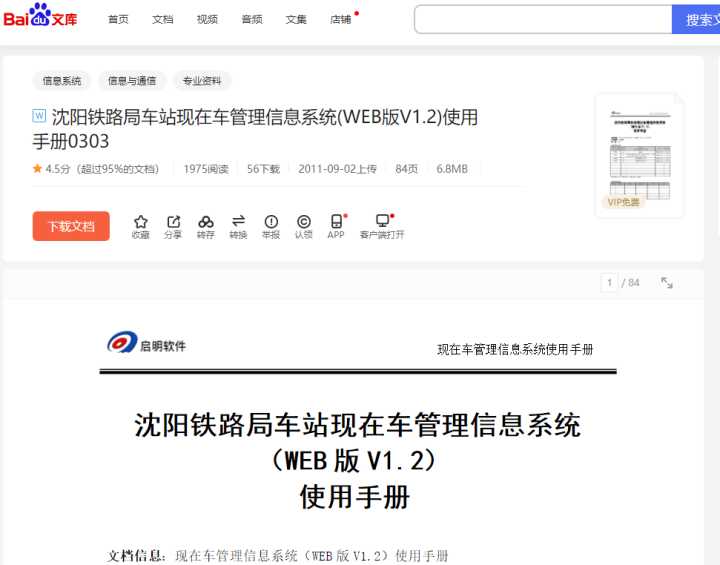 Bai du 文库 首页 文档 视频 音频 文集 店铺 搜索文
信息系统 信息与通信 专业资料
W 沈阳铁路局车站现在车管理信息系统(WEB版V1.2)使用
手册0303
4.5分（超过95%的文档） 1975阅读 56下载 2011-09-02上传 84页 6.8MB
VIP免费
下载文档 收藏 分享 转存 转换 举报 认领 APP 客户端打开
1 / 84
启明软件 现在车管理信息系统使用手册
沈阳铁路局车站现在车管理信息系统
（WEB 版 V1.2）
使用手册
文档信息：现在车管理信息系统（WEB 版 V1.2）使用手册